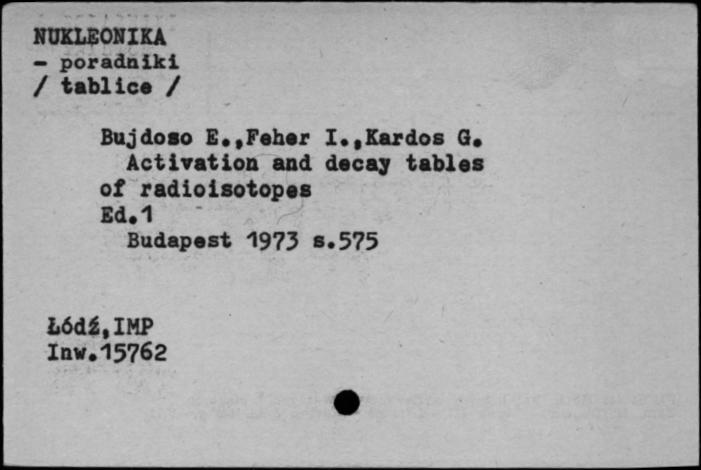 NUKLEONIKA
- poradniki
/ tablice /
Bujdoso E.,Feher I.,Kardos G.
Activation and decay tables
of radioisotopes
Ed.1
Budapest 1973 s.575
Łódź,IMP
Inw.15762